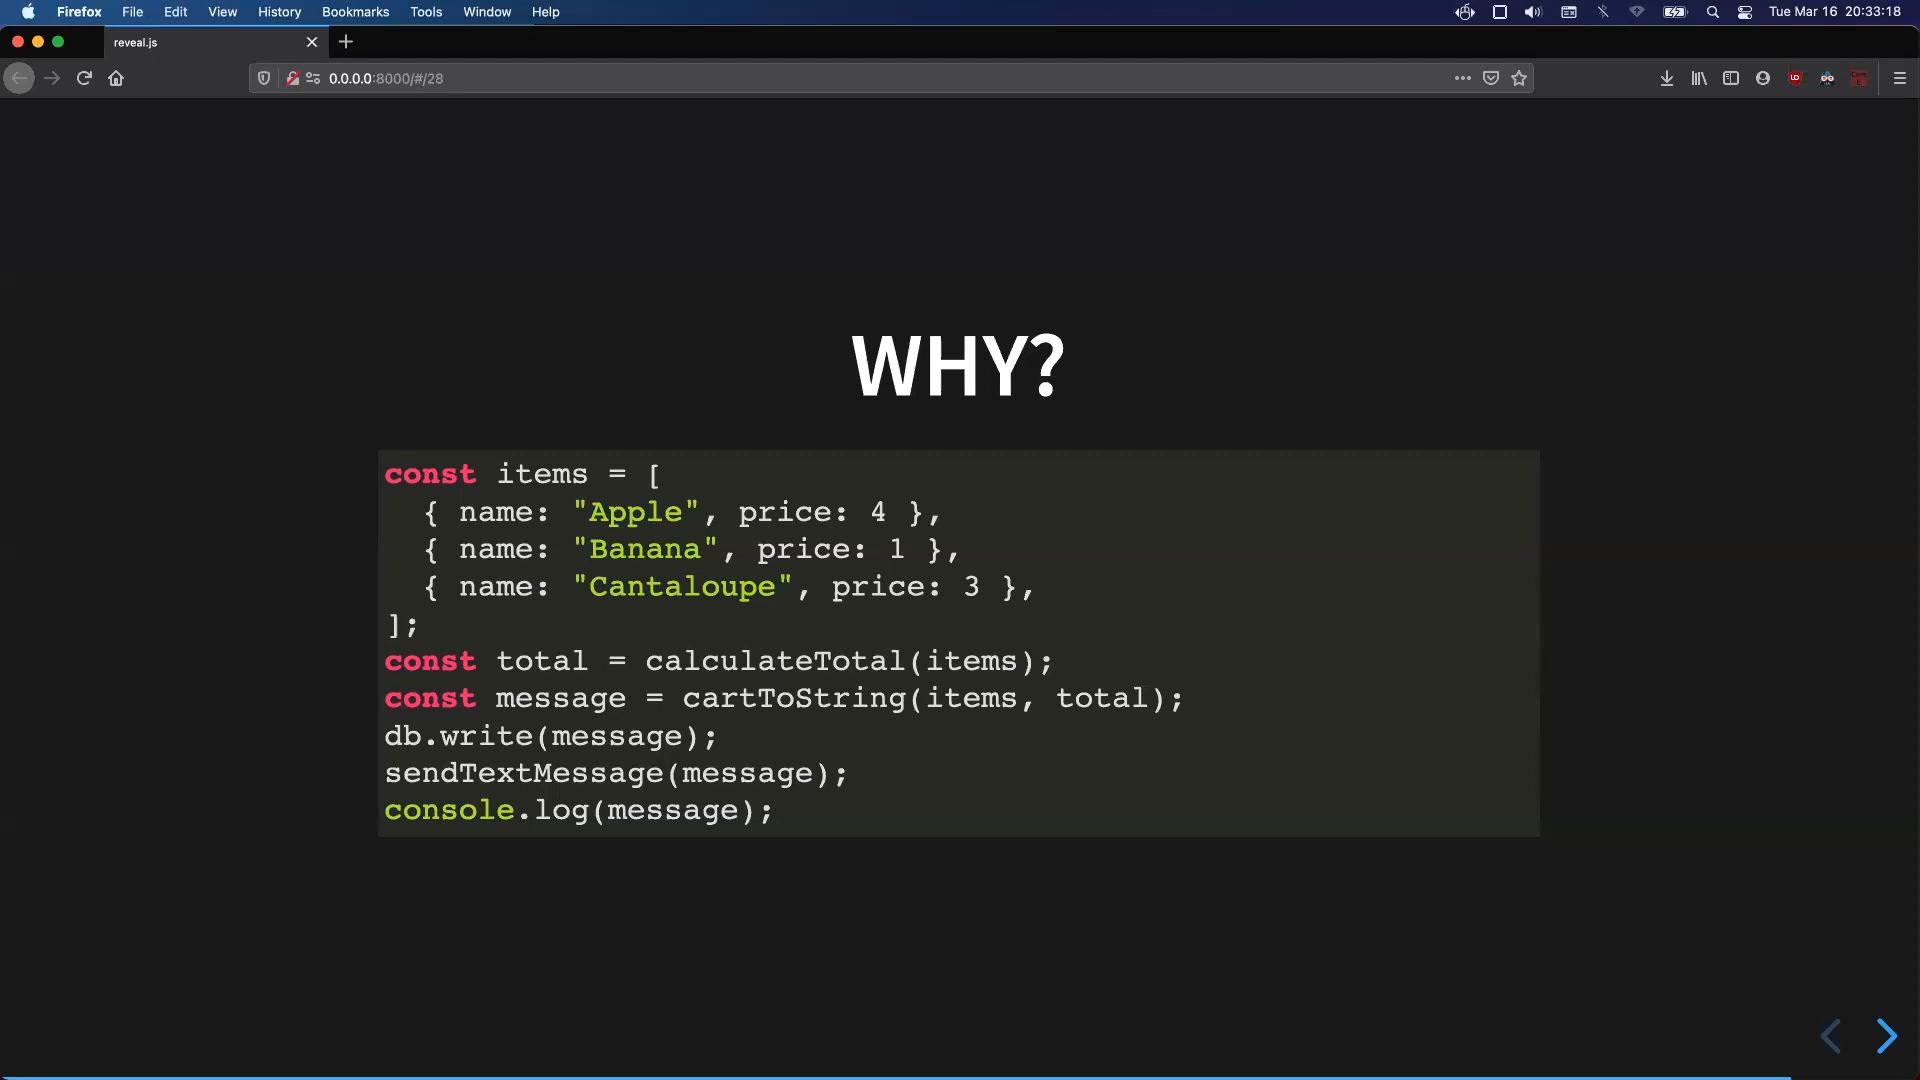 Firefox File Edit View History Bookmarks Tools Window Help Tue Mar 16 20:33:18
reveal.js
0.0.0.0:8000/#/28
WHY?
const items = [
  { name: "Apple", price: 4 },
  { name: "Banana", price: 1 },
  { name: "Cantaloupe", price: 3 },
];
const total = calculateTotal(items);
const message = cartToString(items, total);
db.write(message);
sendTextMessage(message);
console.log(message);